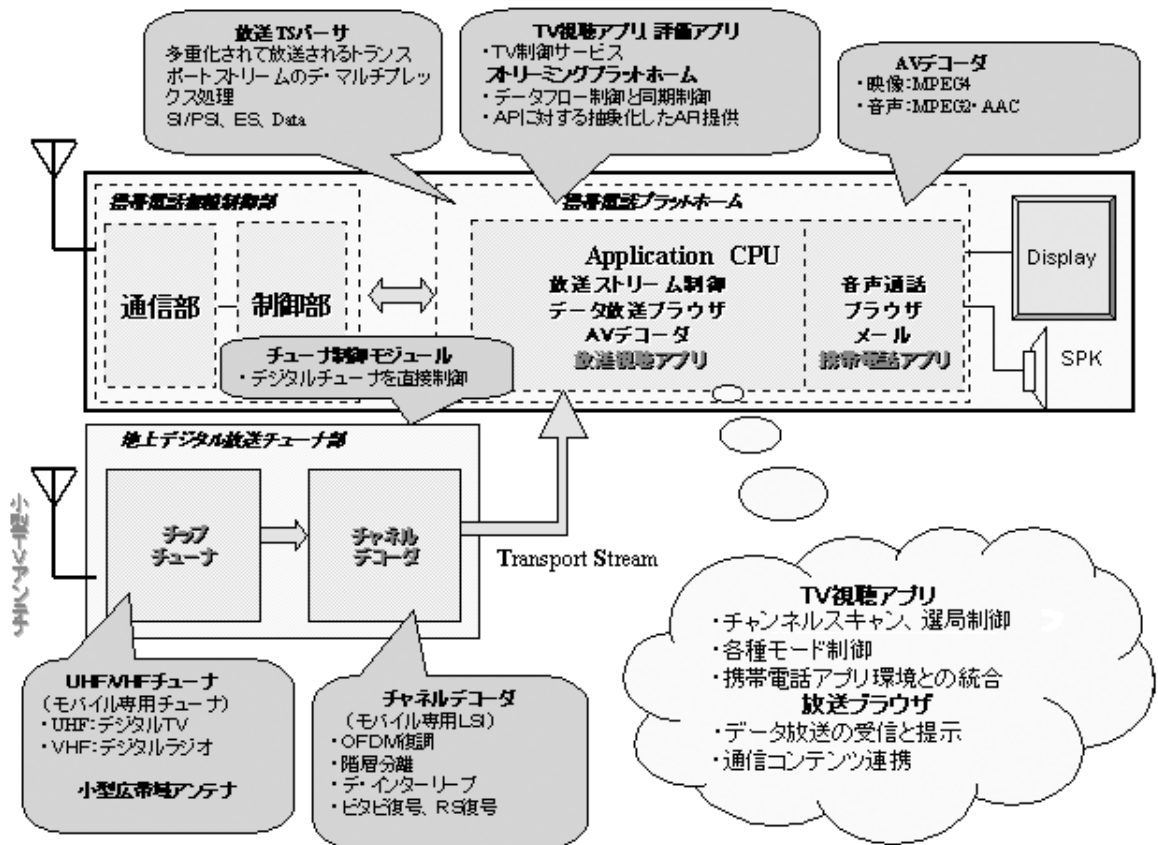 放送TSパーサ
多重化されて放送されるトランス
ポートストリームのデ・マルチプレッ
クス処理
SI/PSI、ES、Data
TV視聴アプリ, 評価アプリ
・TV制御サービス
ストリーミングプラットホーム
・データフロー制御と同期制御
・APに対する抽象化したAPI提供
AVデコーダ
・映像:MPEG4
・音声:MPEG2・AAC
携帯電話無線制御部
通信部
制御部
携帯電話プラットホーム
Application CPU
放送ストリーム制御
データ放送ブラウザ
AVデコーダ
放送視聴アプリ
音声通話
ブラウザ
メール
携帯電話アプリ
Display
SPK
チューナ制御モジュール
・デジタルチューナを直接制御
地上デジタル放送チューナ部
小型TVアンテナ
チップ
チューナ
チャネル
デコーダ
Transport Stream
UHF/VHFチューナ
(モバイル専用チューナ)
・UHF:デジタルTV
・VHF:デジタルラジオ
小型広帯域アンテナ
チャネルデコーダ
(モバイル専用LSI)
・OFDM復調
・階層分離
・デ・インターリーブ
・ビタビ復号、RS復号
TV視聴アプリ
・チャンネルスキャン、選局制御
・各種モード制御
・携帯電話アプリ環境との統合
放送ブラウザ
・データ放送の受信と提示
・通信コンテンツ連携